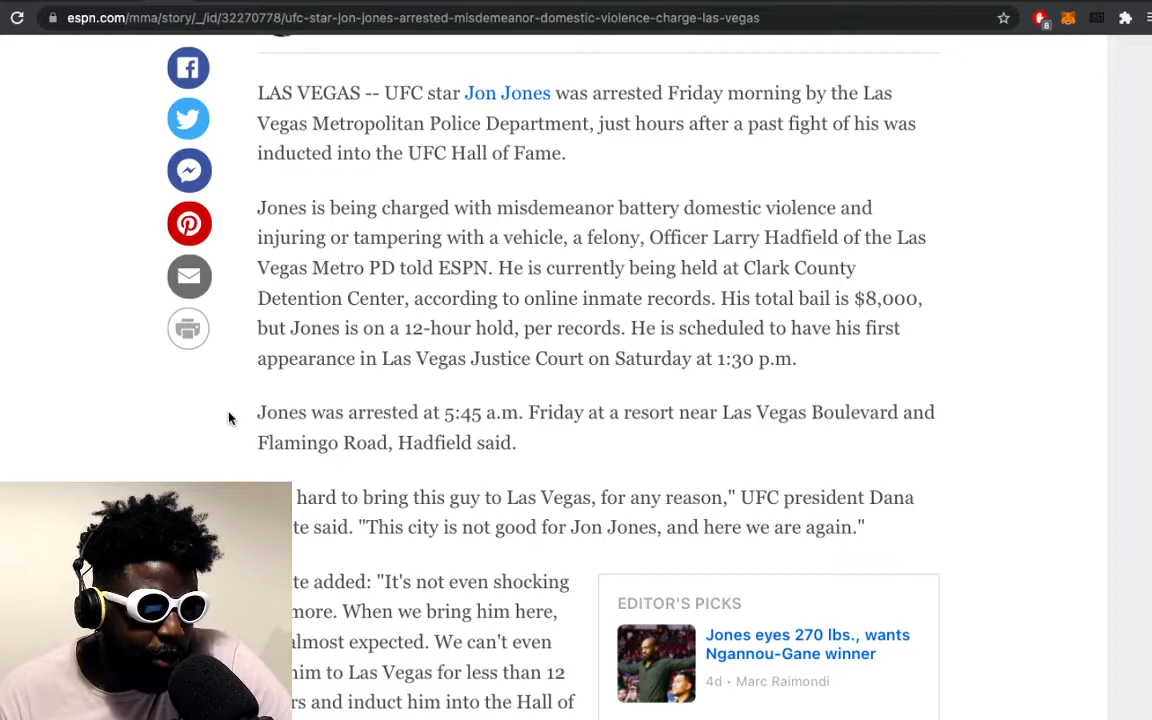 espn.com/mma/story/_/id/32270778/ufc-star-jon-jones-arrested-misdemeanor-domestic-violence-charge-las-vegas
8
LAS VEGAS -- UFC star Jon Jones was arrested Friday morning by the Las
Vegas Metropolitan Police Department, just hours after a past fight of his was
inducted into the UFC Hall of Fame.
Jones is being charged with misdemeanor battery domestic violence and
injuring or tampering with a vehicle, a felony, Officer Larry Hadfield of the Las
Vegas Metro PD told ESPN. He is currently being held at Clark County
Detention Center, according to online inmate records. His total bail is $8,000,
but Jones is on a 12-hour hold, per records. He is scheduled to have his first
appearance in Las Vegas Justice Court on Saturday at 1:30 p.m.
Jones was arrested at 5:45 a.m. Friday at a resort near Las Vegas Boulevard and
Flamingo Road, Hadfield said.
hard to bring this guy to Las Vegas, for any reason," UFC president Dana
te said. "This city is not good for Jon Jones, and here we are again."
te added: "It's not even shocking
more. When we bring him here,
almost expected. We can't even
him to Las Vegas for less than 12
rs and induct him into the Hall of
EDITOR'S PICKS
Jones eyes 270 lbs., wants
Ngannou-Gane winner
4d • Marc Raimondi